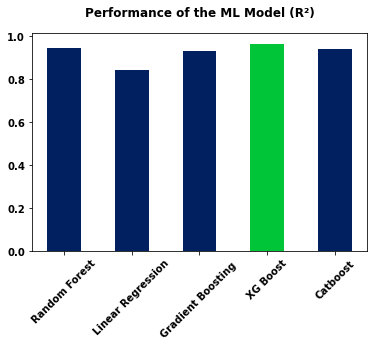 Performance of the ML Model (R²)
1.0
0.8
0.6
0.4
0.2
0.0
Random Forest
Linear Regression
Gradient Boosting
XG Boost
Catboost